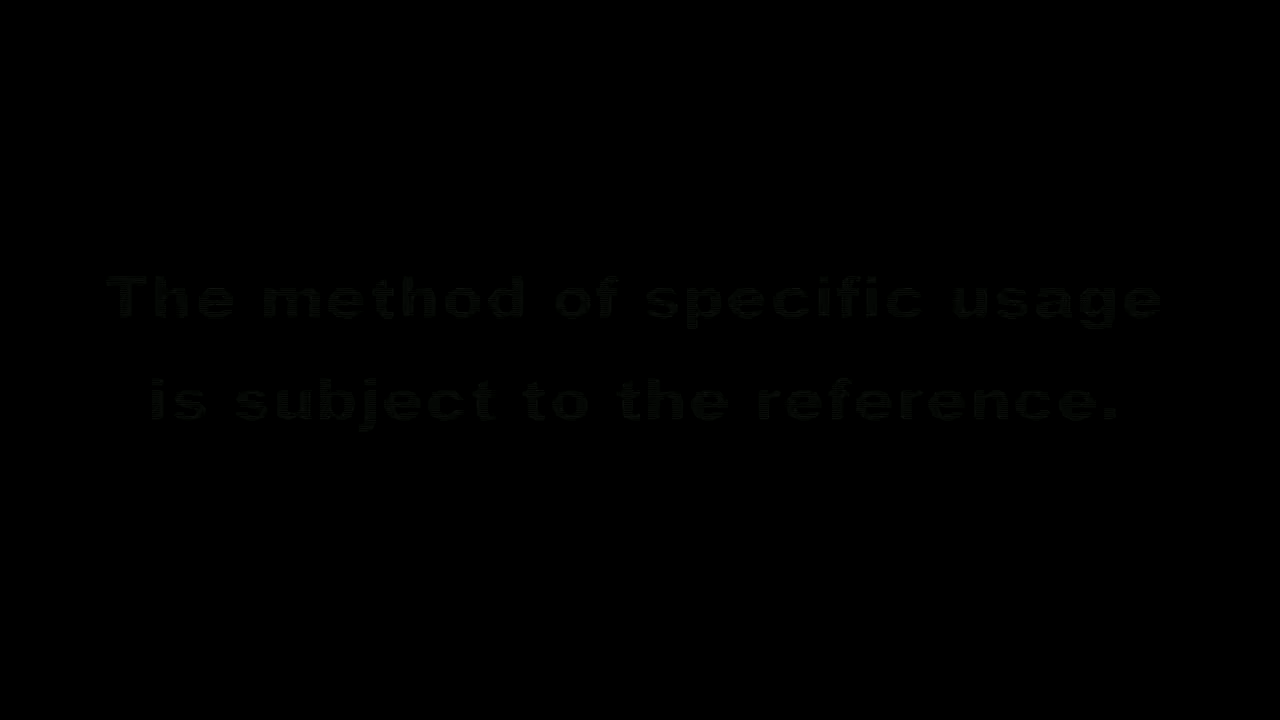 The method of specific usage
is subject to the reference.